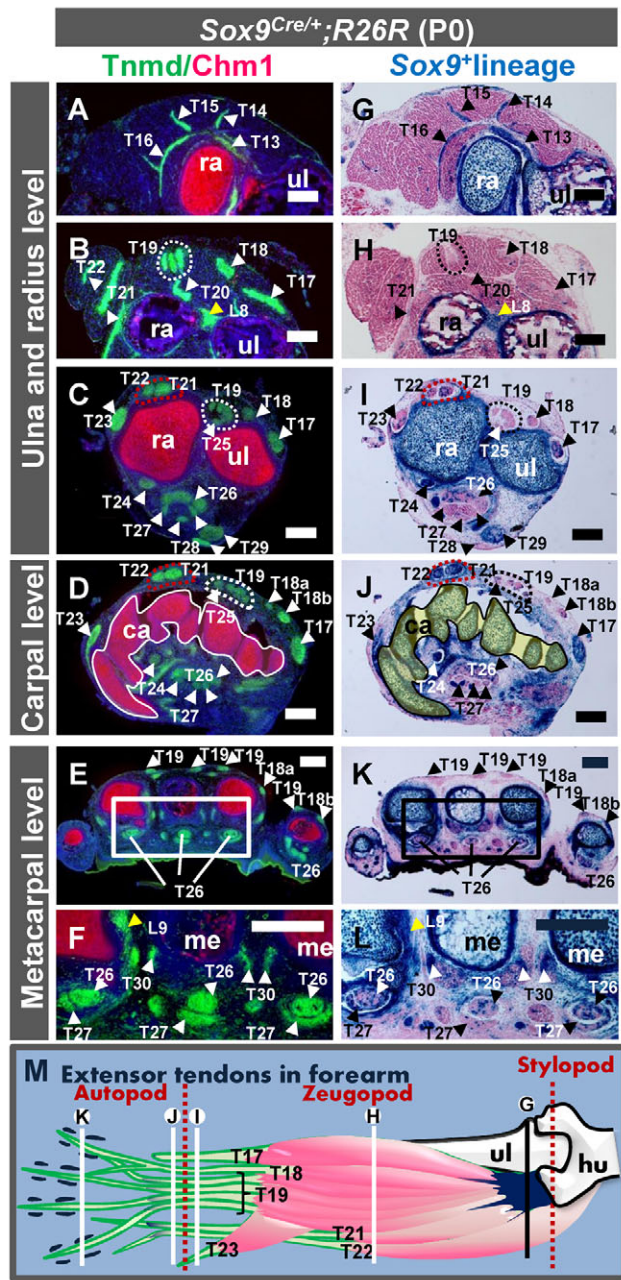 Sox9Cre/+;R26R (P0)
Tnmd/Chm1
Sox9+lineage
Ulna and radius level
A T15 T14 T16 T13 ra ul
G T15 T14 T16 T13 ra ul
B T19 T18 T22 T21 T20 T17 L8 ra ul
H T19 T18 T21 T20 T17 L8 ra ul
C T22 T21 T19 T18 T23 T17 T25 ra ul T24 T26 T27 T28 T29
I T22 T21 T19 T18 T23 T17 T25 ra ul T24 T26 T27 T28 T29
Carpal level
D T22 T21 T19 T18a T18b T23 T25 T17 ca T24 T26 T27
J T22 T21 T19 T18a T18b T23 T25 T17 ca T24 T26 T27
Metacarpal level
E T19 T19 T19 T18a T19 T18b T26 T26
K T19 T19 T19 T18a T19 T18b T26 T26
F L9 me me T26 T30 T26 T30 T26 T27 T27 T27
L L9 me T26 T30 T30 T26 T27 T27 T27
M Extensor tendons in forearm
Stylopod
Autopod
Zeugopod
K J I H G
T17
T18
T19
T21
T22
T23
ul
hu